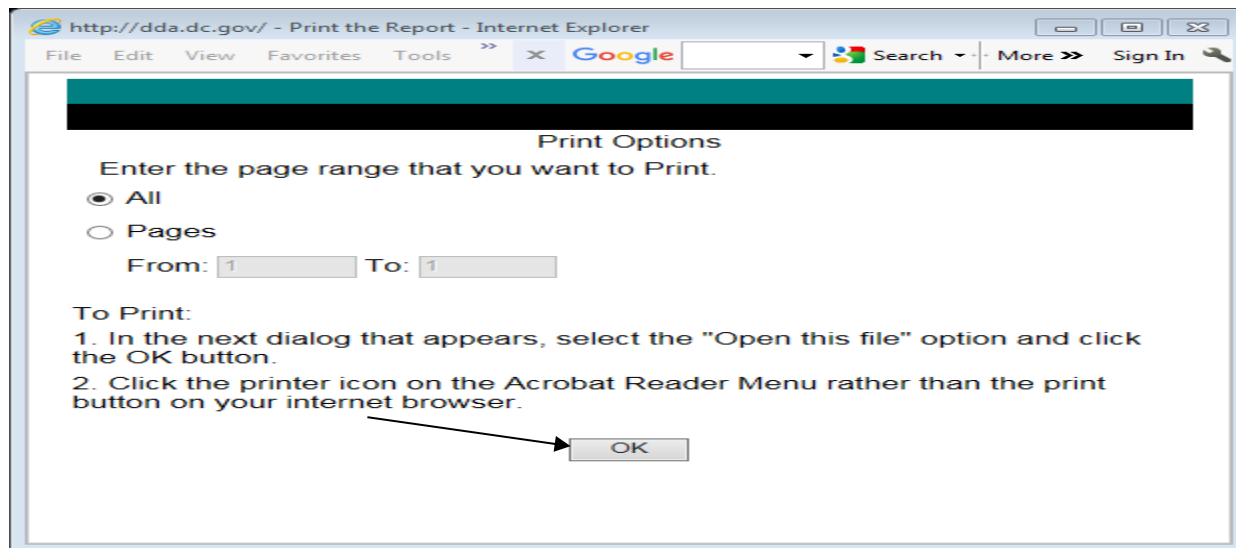 http://dda.dc.gov/ - Print the Report - Internet Explorer
File Edit View Favorites Tools >> x Google Search More >> Sign In
Print Options
Enter the page range that you want to Print.
All
Pages
From: 1 To: 1
To Print:
1. In the next dialog that appears, select the "Open this file" option and click
the OK button.
2. Click the printer icon on the Acrobat Reader Menu rather than the print
button on your internet browser.
OK